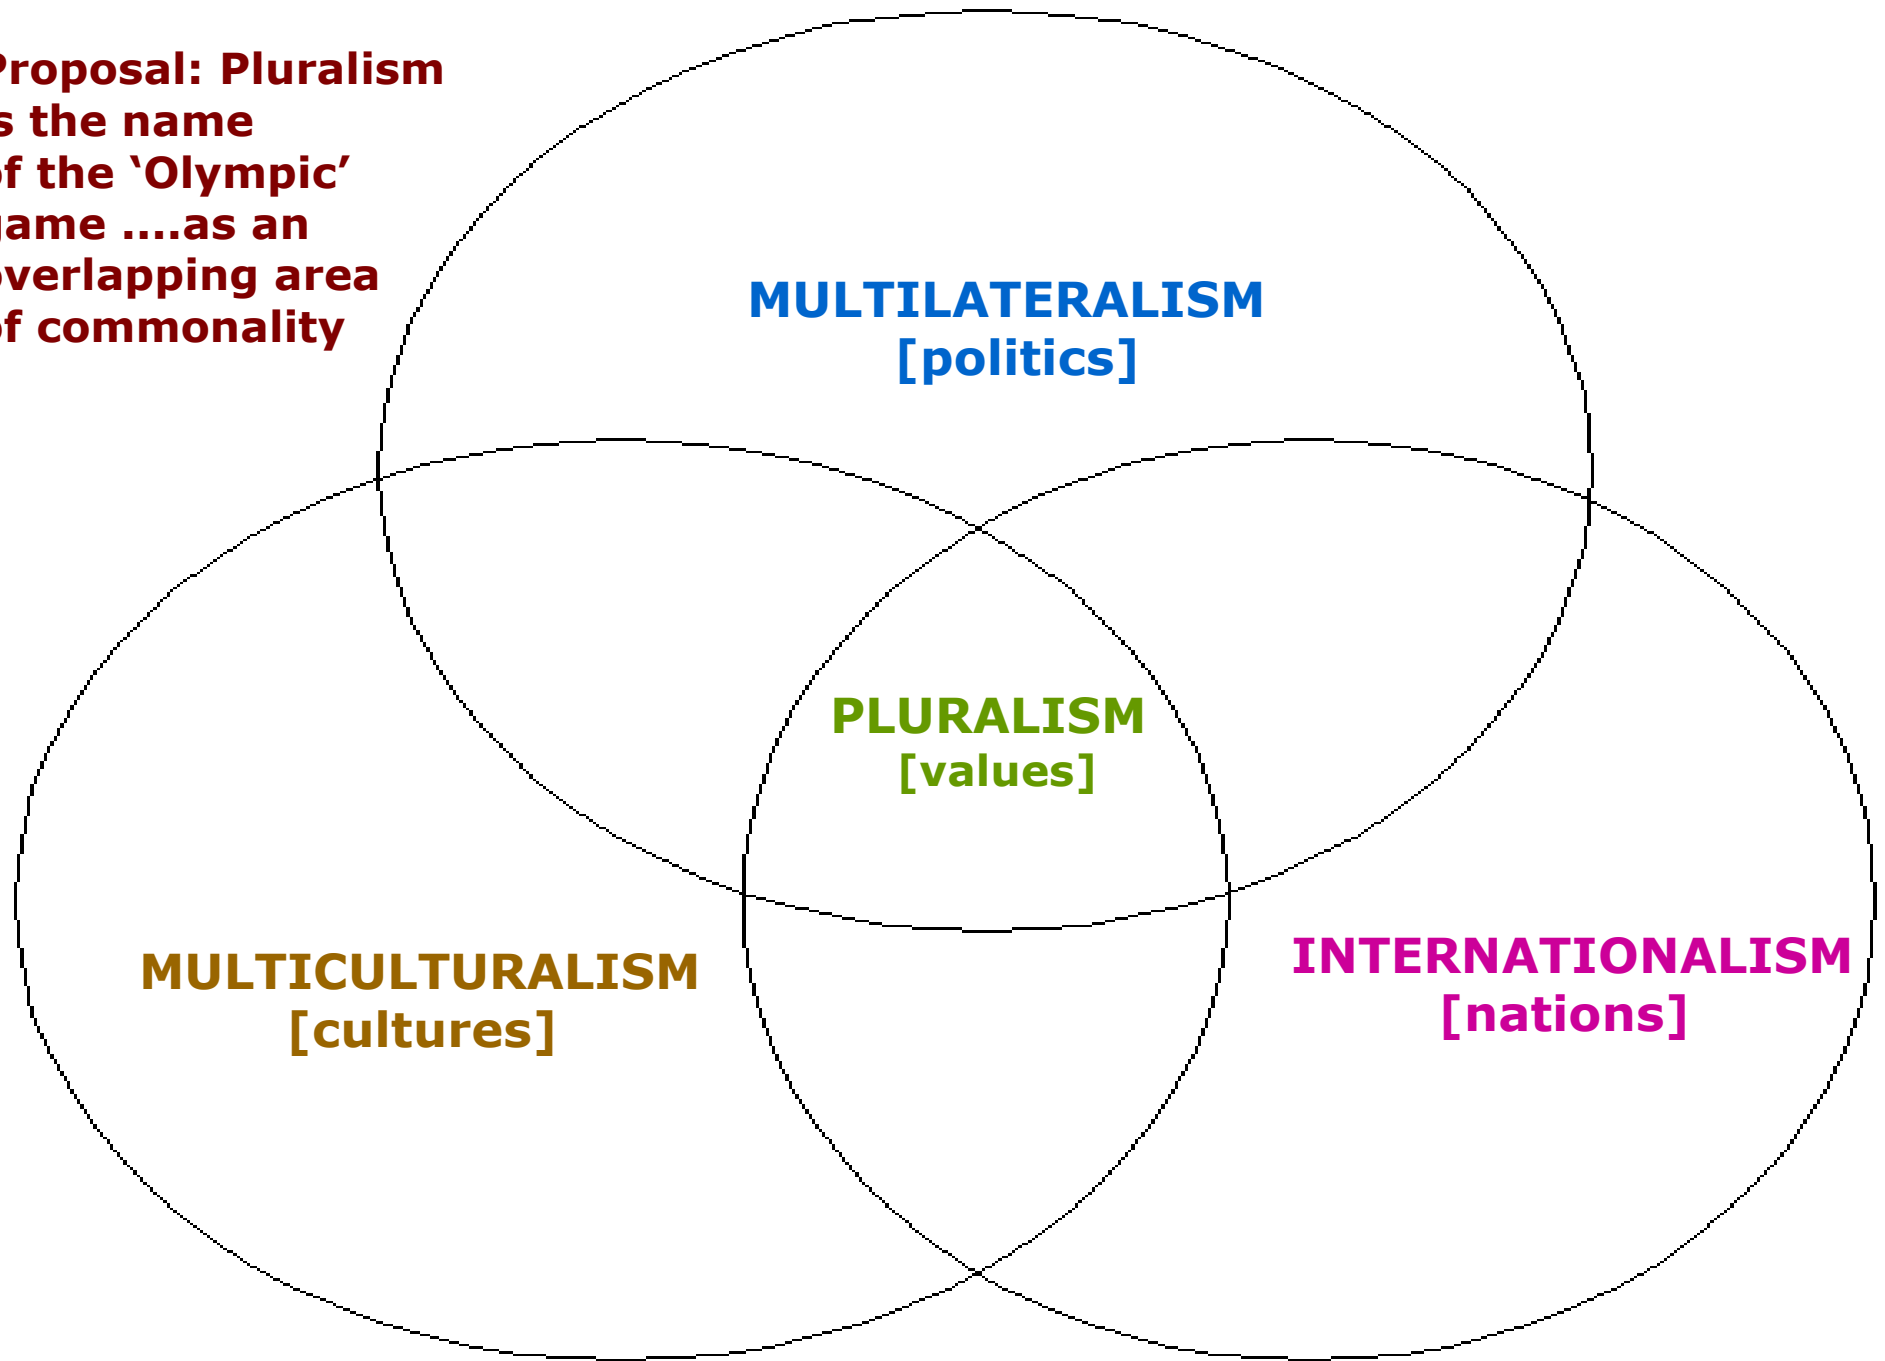 Proposal: Pluralism
is the name
of the ‘Olympic’
game ....as an
overlapping area
of commonality
MULTILATERALISM
[politics]
PLURALISM
[values]
MULTICULTURALISM
[cultures]
INTERNATIONALISM
[nations]